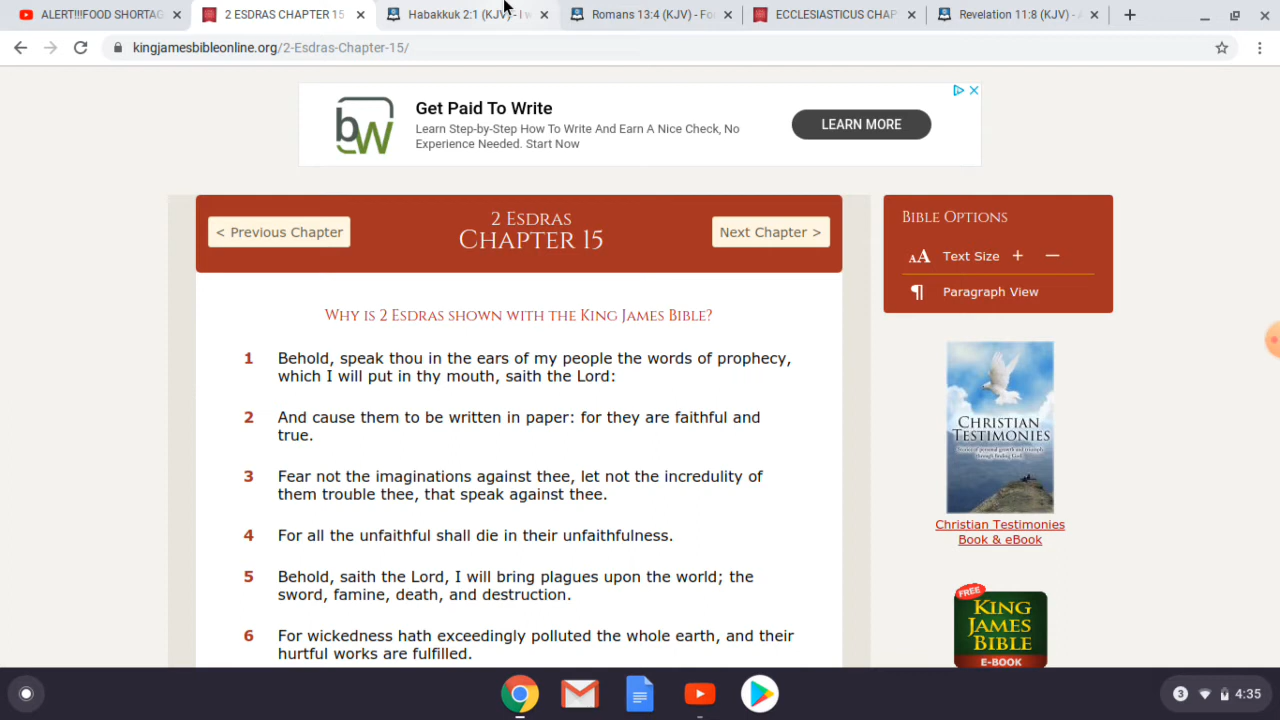 ALERT!!!FOOD SHORTAG
2 ESDRAS CHAPTER 15
Habakkuk 2:1 (KJV) - I w
Romans 13:4 (KJV) - Fo
ECCLESIASTICUS CHAP
Revelation 11:8 (KJV) - A
kingjamesbibleonline.org/2-Esdras-Chapter-15/
bw
Get Paid To Write
Learn Step-by-Step How To Write And Earn A Nice Check, No
Experience Needed. Start Now
LEARN MORE
< Previous Chapter
2 Esdras
Chapter 15
Next Chapter >
Why is 2 Esdras shown with the King James Bible?
1 Behold, speak thou in the ears of my people the words of prophecy,
which I will put in thy mouth, saith the Lord:
2 And cause them to be written in paper: for they are faithful and
true.
3 Fear not the imaginations against thee, let not the incredulity of
them trouble thee, that speak against thee.
4 For all the unfaithful shall die in their unfaithfulness.
5 Behold, saith the Lord, I will bring plagues upon the world; the
sword, famine, death, and destruction.
6 For wickedness hath exceedingly polluted the whole earth, and their
hurtful works are fulfilled.
Bible Options
AA Text Size + −
¶ Paragraph View
Christian
Testimonies
Christian Testimonies
Book & eBook
FREE
King
James
Bible
E-BOOK
3 4:35